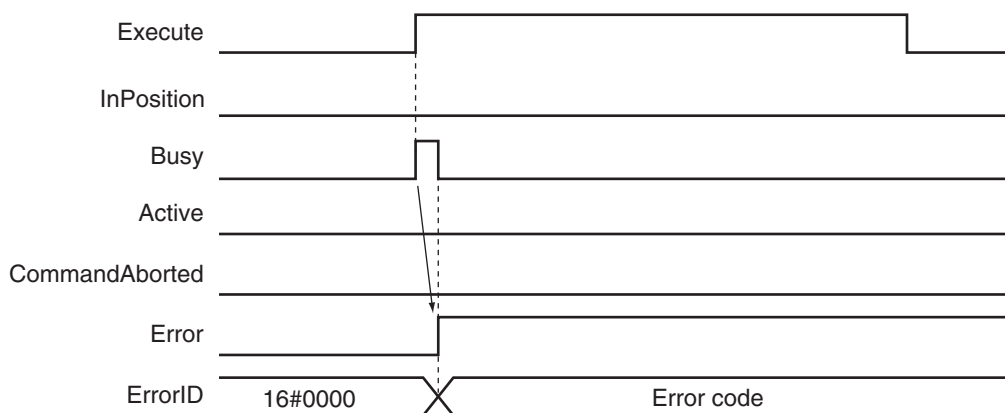 Execute
InPosition
Busy
Active
CommandAborted
Error
ErrorID 16#0000 Error code